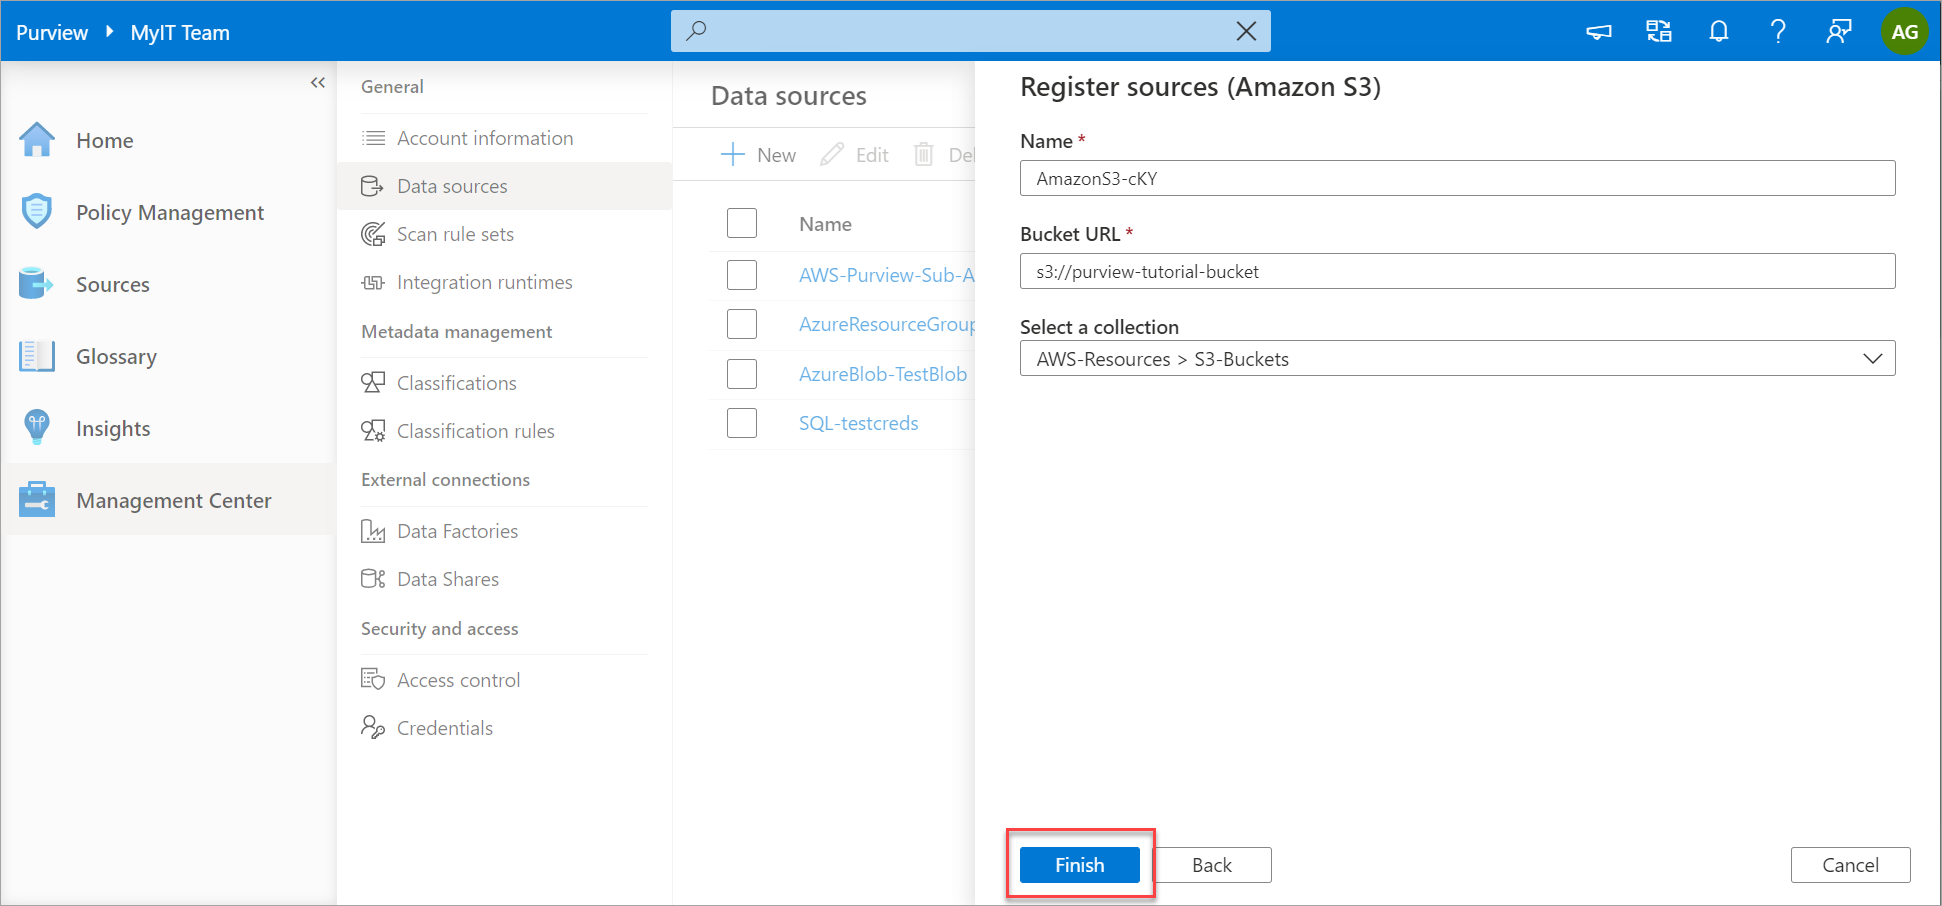 Purview MyIT Team
AG
Home
Policy Management
Sources
Glossary
Insights
Management Center
General
Account information
Data sources
Scan rule sets
Integration runtimes
Metadata management
Classifications
Classification rules
External connections
Data Factories
Data Shares
Security and access
Access control
Credentials
Data sources
New Edit Del
Name
AWS-Purview-Sub-A
AzureResourceGroup
AzureBlob-TestBlob
SQL-testcreds
Register sources (Amazon S3)
Name *
AmazonS3-cKY
Bucket URL *
s3://purview-tutorial-bucket
Select a collection
AWS-Resources > S3-Buckets
Finish Back Cancel